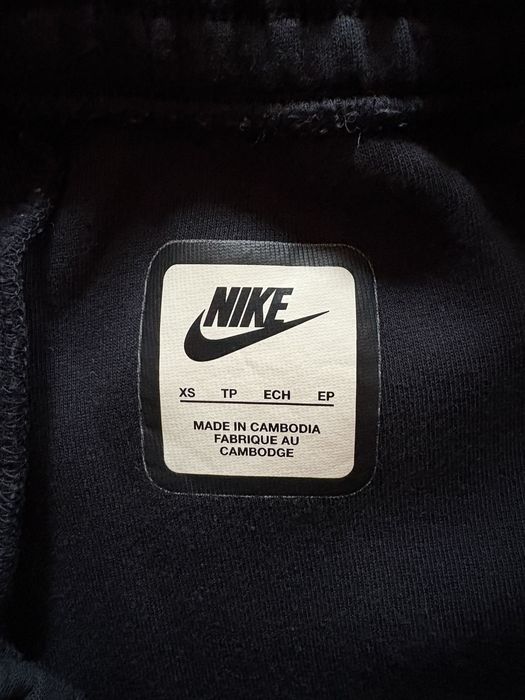 NIKE
XS TP ECH EP
MADE IN CAMBODIA
FABRIQUE AU
CAMBODGE